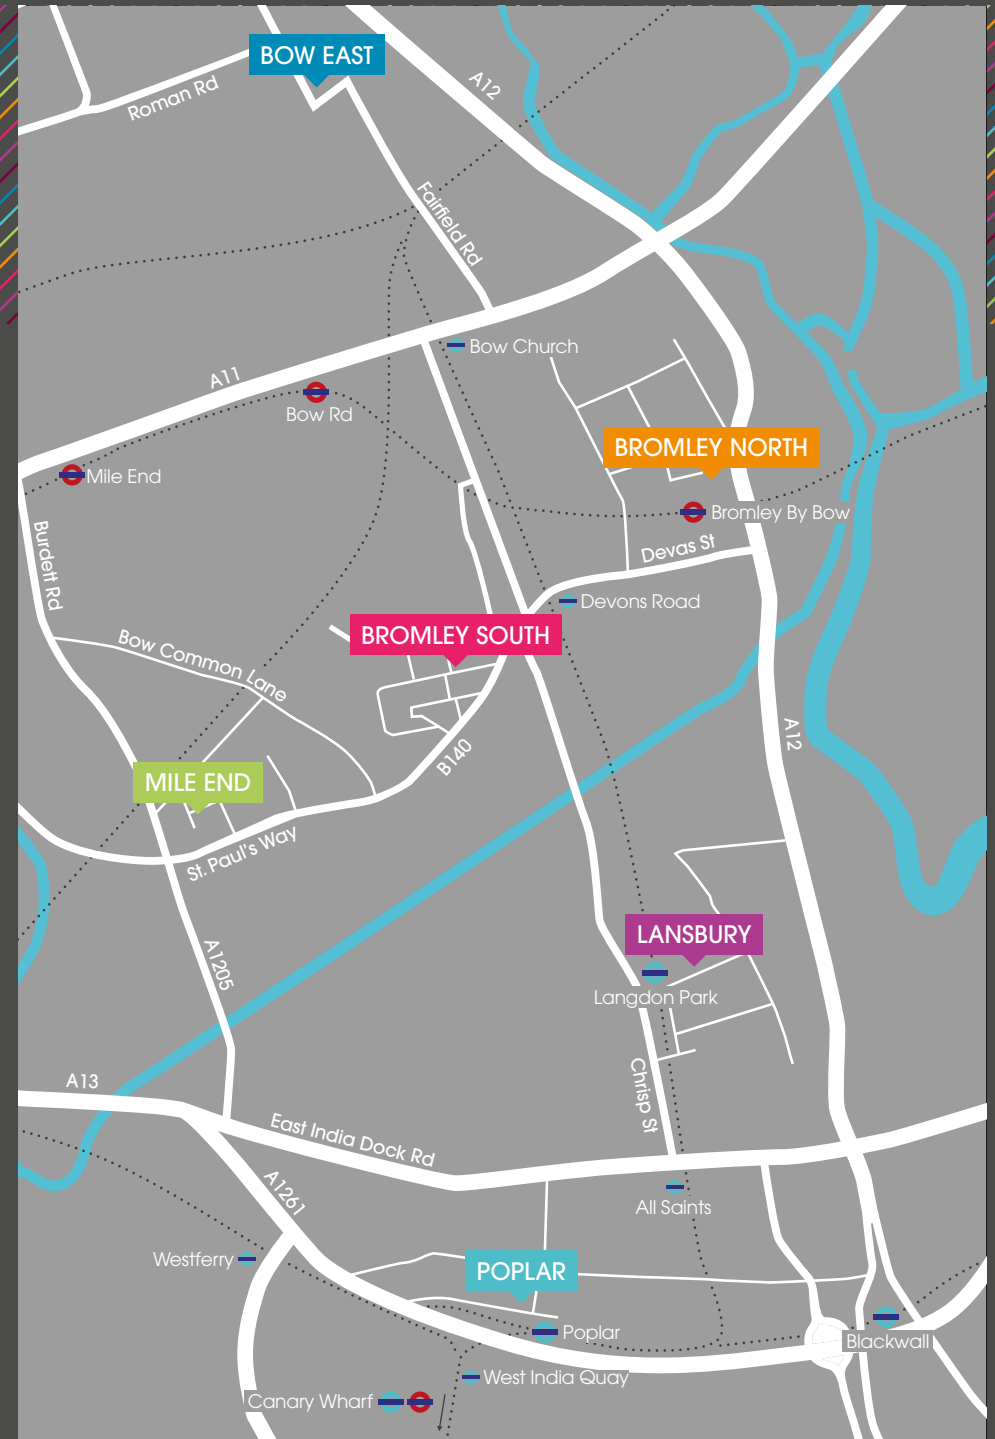 BOW EAST
A12
Roman Rd
Fairfield Rd
Bow Church
A11
Bow Rd
BROMLEY NORTH
Mile End
Bromley By Bow
Burdett Rd
Devas St
Devons Road
BROMLEY SOUTH
Bow Common Lane
A12
B140
MILE END
St. Paul's Way
LANSBURY
A1205
Langdon Park
A13
Chrisp St
East India Dock Rd
A1261
All Saints
Westferry
POPLAR
Poplar
Blackwall
West India Quay
Canary Wharf